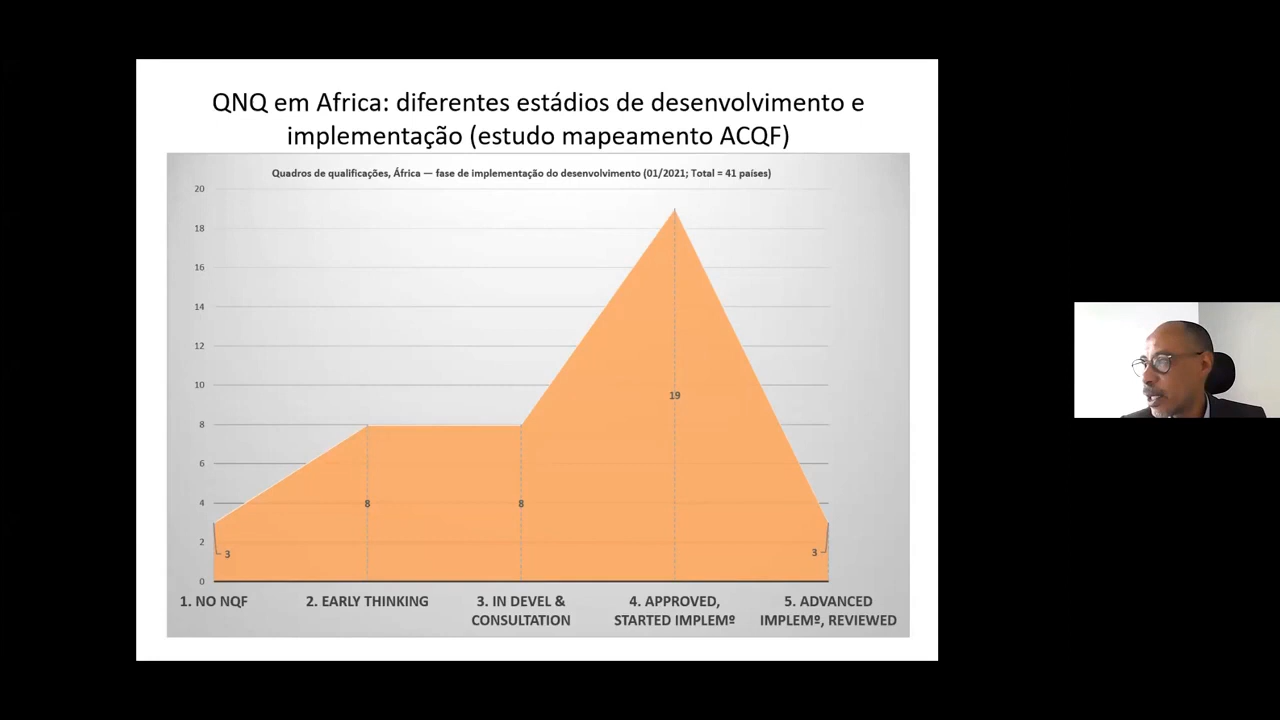 QNQ em Africa: diferentes estádios de desenvolvimento e
implementação (estudo mapeamento ACQF)
Quadros de qualificações, África — fase de implementação do desenvolvimento (01/2021; Total = 41 países)
20
18
16
14
12
10
8
6
4
2
0
3
8
8
19
3
1. NO NQF
2. EARLY THINKING
3. IN DEVEL &
CONSULTATION
4. APPROVED,
STARTED IMPLEMº
5. ADVANCED
IMPLEMº, REVIEWED